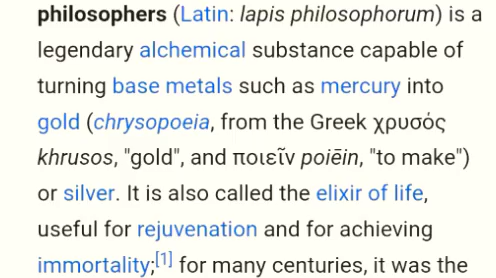 philosophers (Latin: lapis philosophorum) is a
legendary alchemical substance capable of
turning base metals such as mercury into
gold (chrysopoeia, from the Greek χρυσός
khrusos, "gold", and ποιεῖν poiēin, "to make")
or silver. It is also called the elixir of life,
useful for rejuvenation and for achieving
immortality;[1] for many centuries, it was the